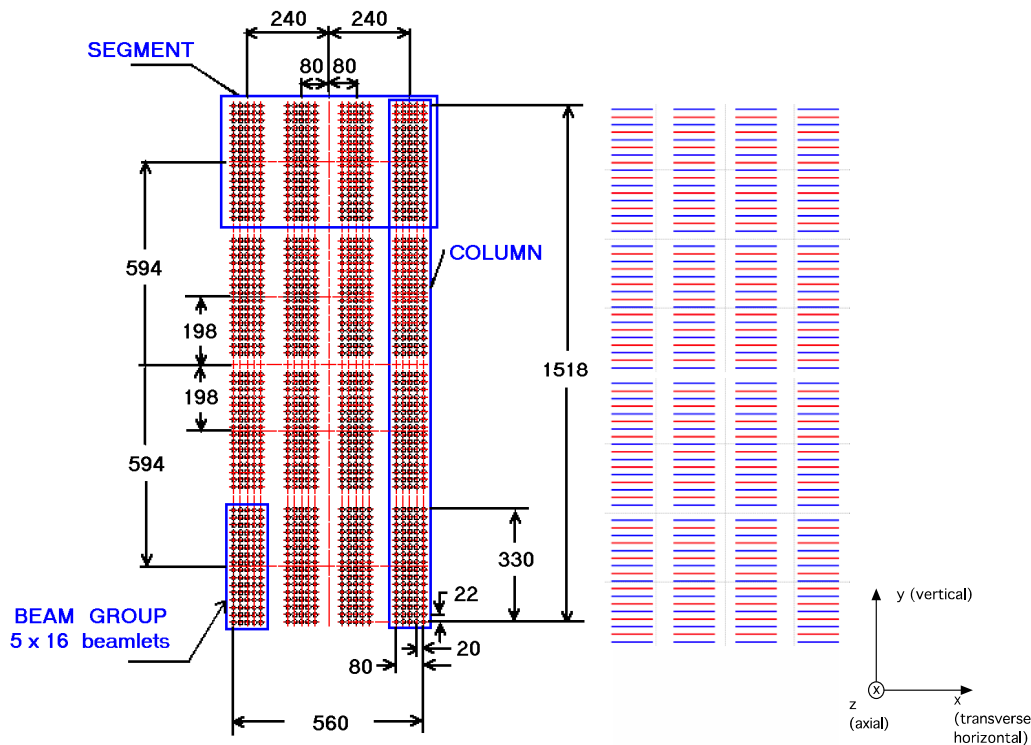 240
240
SEGMENT
80
80
594
COLUMN
198
1518
198
594
330
22
BEAM GROUP
5 x 16 beamlets
20
80
560
y (vertical)
X
z
(axial)
x
(transverse
horizontal)